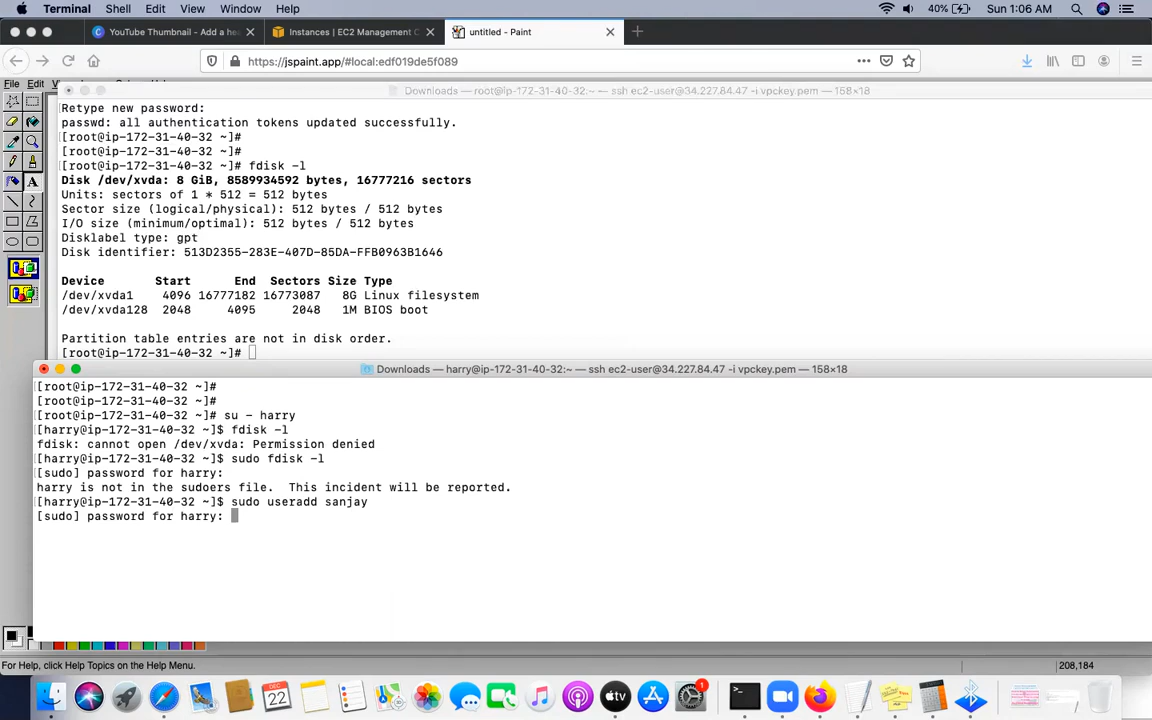 Terminal Shell Edit View Window Help 40% Sun 1:06 AM
YouTube Thumbnail - Add a hea Instances | EC2 Management C untitled - Paint
https://jspaint.app/#local:edf019de5f089
File Edit
Downloads — root@ip-172-31-40-32:~ — ssh ec2-user@34.227.84.47 -i vpckey.pem — 158×18
Retype new password:
passwd: all authentication tokens updated successfully.
[root@ip-172-31-40-32 ~]#
[root@ip-172-31-40-32 ~]#
[root@ip-172-31-40-32 ~]# fdisk -l
Disk /dev/xvda: 8 GiB, 8589934592 bytes, 16777216 sectors
Units: sectors of 1 * 512 = 512 bytes
Sector size (logical/physical): 512 bytes / 512 bytes
I/O size (minimum/optimal): 512 bytes / 512 bytes
Disklabel type: gpt
Disk identifier: 513D2355-283E-407D-85DA-FFB0963B1646
Device Start End Sectors Size Type
/dev/xvda1 4096 16777182 16773087 8G Linux filesystem
/dev/xvda128 2048 4095 2048 1M BIOS boot
Partition table entries are not in disk order.
[root@ip-172-31-40-32 ~]#
Downloads — harry@ip-172-31-40-32:~ — ssh ec2-user@34.227.84.47 -i vpckey.pem — 158×18
[root@ip-172-31-40-32 ~]#
[root@ip-172-31-40-32 ~]#
[root@ip-172-31-40-32 ~]# su - harry
[harry@ip-172-31-40-32 ~]$ fdisk -l
fdisk: cannot open /dev/xvda: Permission denied
[harry@ip-172-31-40-32 ~]$ sudo fdisk -l
[sudo] password for harry:
harry is not in the sudoers file.  This incident will be reported.
[harry@ip-172-31-40-32 ~]$ sudo useradd sanjay
[sudo] password for harry:
For Help, click Help Topics on the Help Menu. 208,184
DEC
22
tv
1